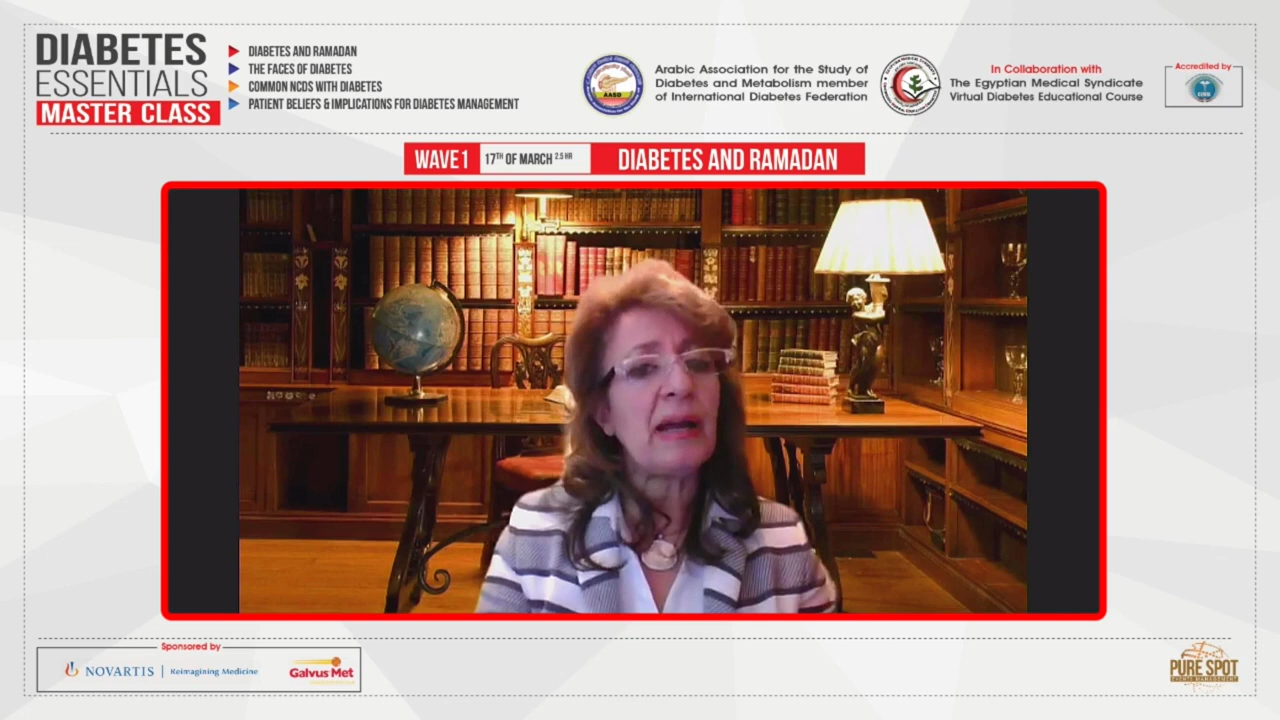 DIABETES
ESSENTIALS
MASTER CLASS
DIABETES AND RAMADAN
THE FACES OF DIABETES
COMMON NCDS WITH DIABETES
PATIENT BELIEFS & IMPLICATIONS FOR DIABETES MANAGEMENT
AASD
Arabic Association for the Study of
Diabetes and Metabolism member
of International Diabetes Federation
In Collaboration with
The Egyptian Medical Syndicate
Virtual Diabetes Educational Course
Accredited by
WAVE1 17TH OF MARCH 2.5 HR DIABETES AND RAMADAN
Sponsored by
NOVARTIS | Reimagining Medicine
Galvus Met
PURE SPOT
EVENTS MANAGEMENT